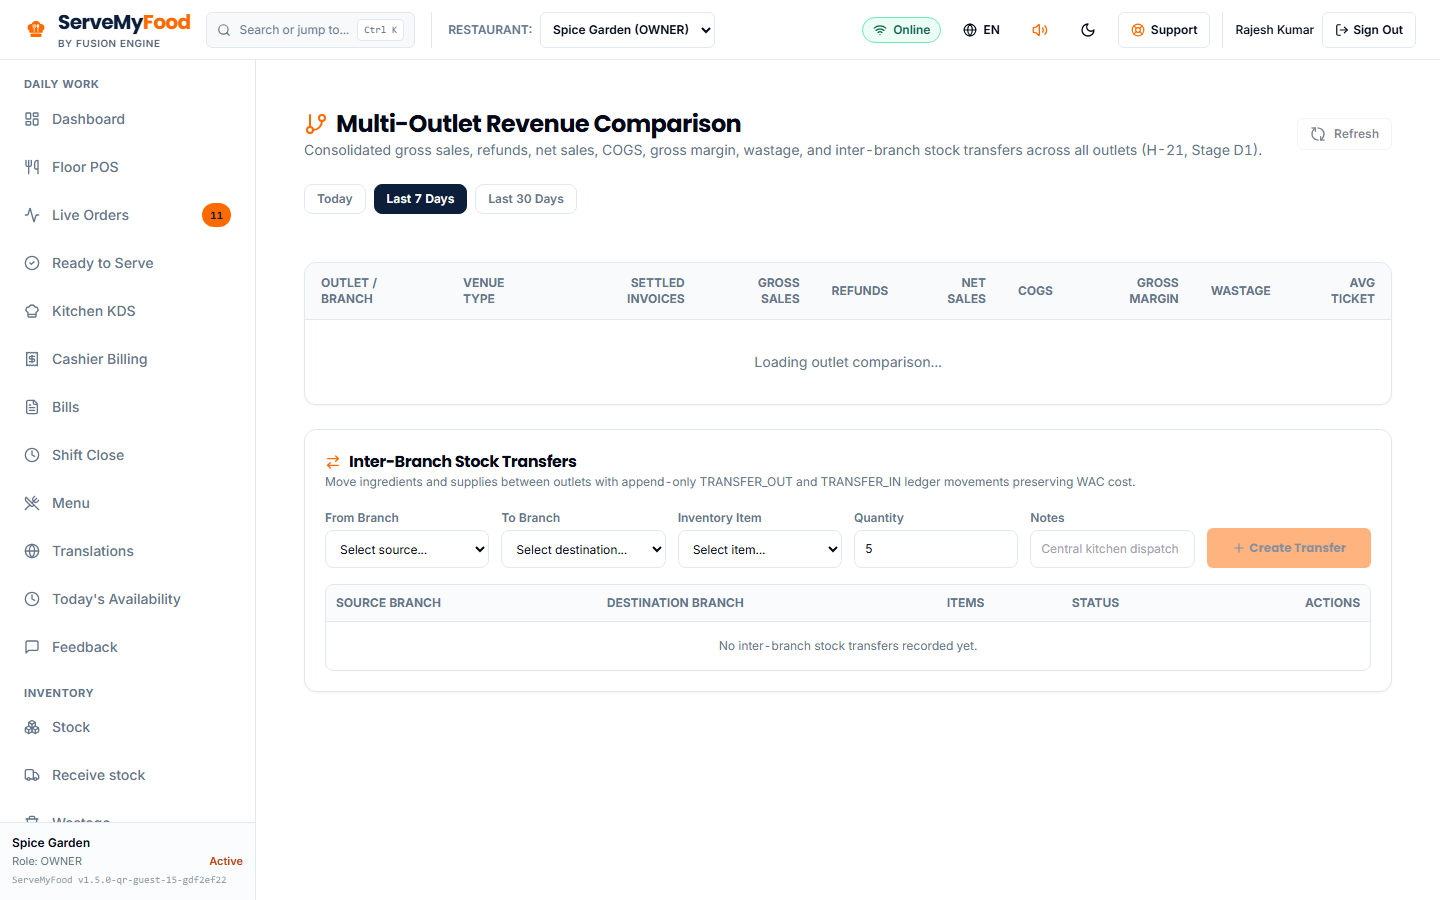 ServeMyFood
BY FUSION ENGINE
Search or jump to... Ctrl K
RESTAURANT: Spice Garden (OWNER)
Online
EN
Support
Rajesh Kumar
Sign Out
DAILY WORK
Dashboard
Floor POS
Live Orders 11
Ready to Serve
Kitchen KDS
Cashier Billing
Bills
Shift Close
Menu
Translations
Today's Availability
Feedback
INVENTORY
Stock
Receive stock
Wastage
Spice Garden
Role: OWNER Active
ServeMyFood v1.5.0-qr-guest-15-gdf2ef22
Multi-Outlet Revenue Comparison
Consolidated gross sales, refunds, net sales, COGS, gross margin, wastage, and inter-branch stock transfers across all outlets (H-21, Stage D1).
Refresh
Today Last 7 Days Last 30 Days
OUTLET / BRANCH VENUE TYPE SETTLED INVOICES GROSS SALES REFUNDS NET SALES COGS GROSS MARGIN WASTAGE AVG TICKET
Loading outlet comparison...
Inter-Branch Stock Transfers
Move ingredients and supplies between outlets with append-only TRANSFER_OUT and TRANSFER_IN ledger movements preserving WAC cost.
From Branch To Branch Inventory Item Quantity Notes
Select source... Select destination... Select item... 5 Central kitchen dispatch + Create Transfer
SOURCE BRANCH DESTINATION BRANCH ITEMS STATUS ACTIONS
No inter-branch stock transfers recorded yet.